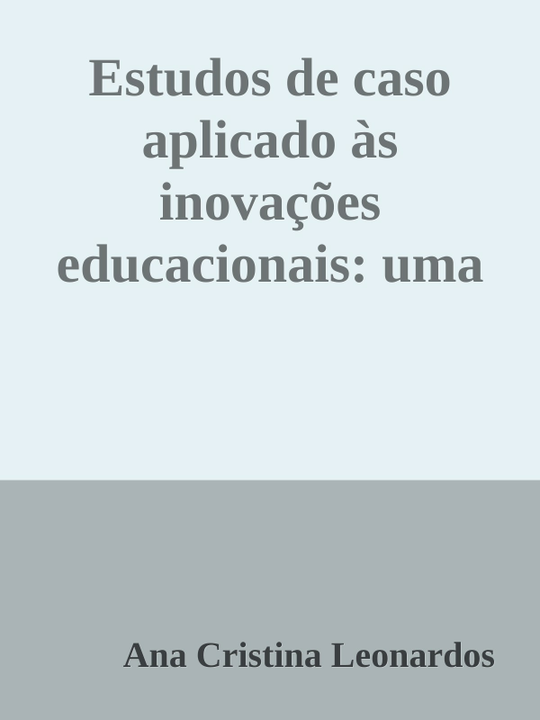 Estudos de caso
aplicado às
inovações
educacionais: uma
Ana Cristina Leonardos